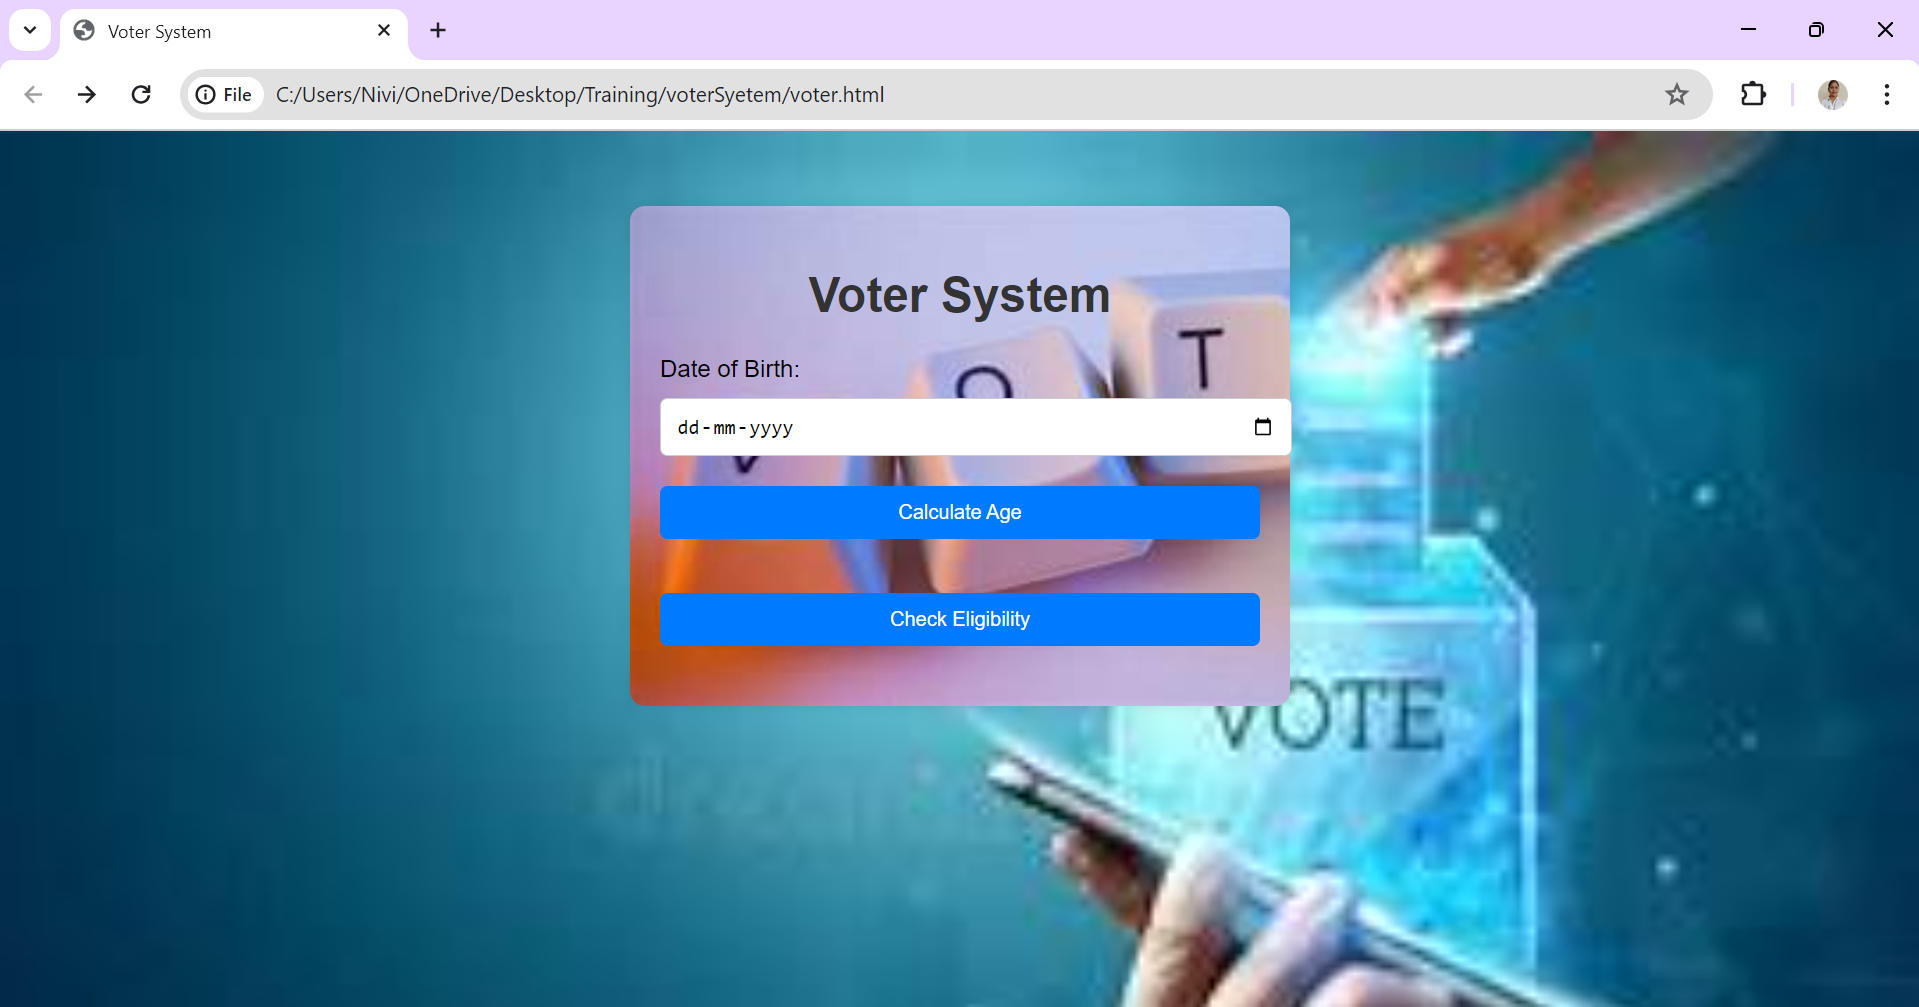 Voter System
File
C:/Users/Nivi/OneDrive/Desktop/Training/voterSyetem/voter.html
Voter System
T
O
Date of Birth:
dd-mm-yyyy
V
Calculate Age
Check Eligibility
VOTE